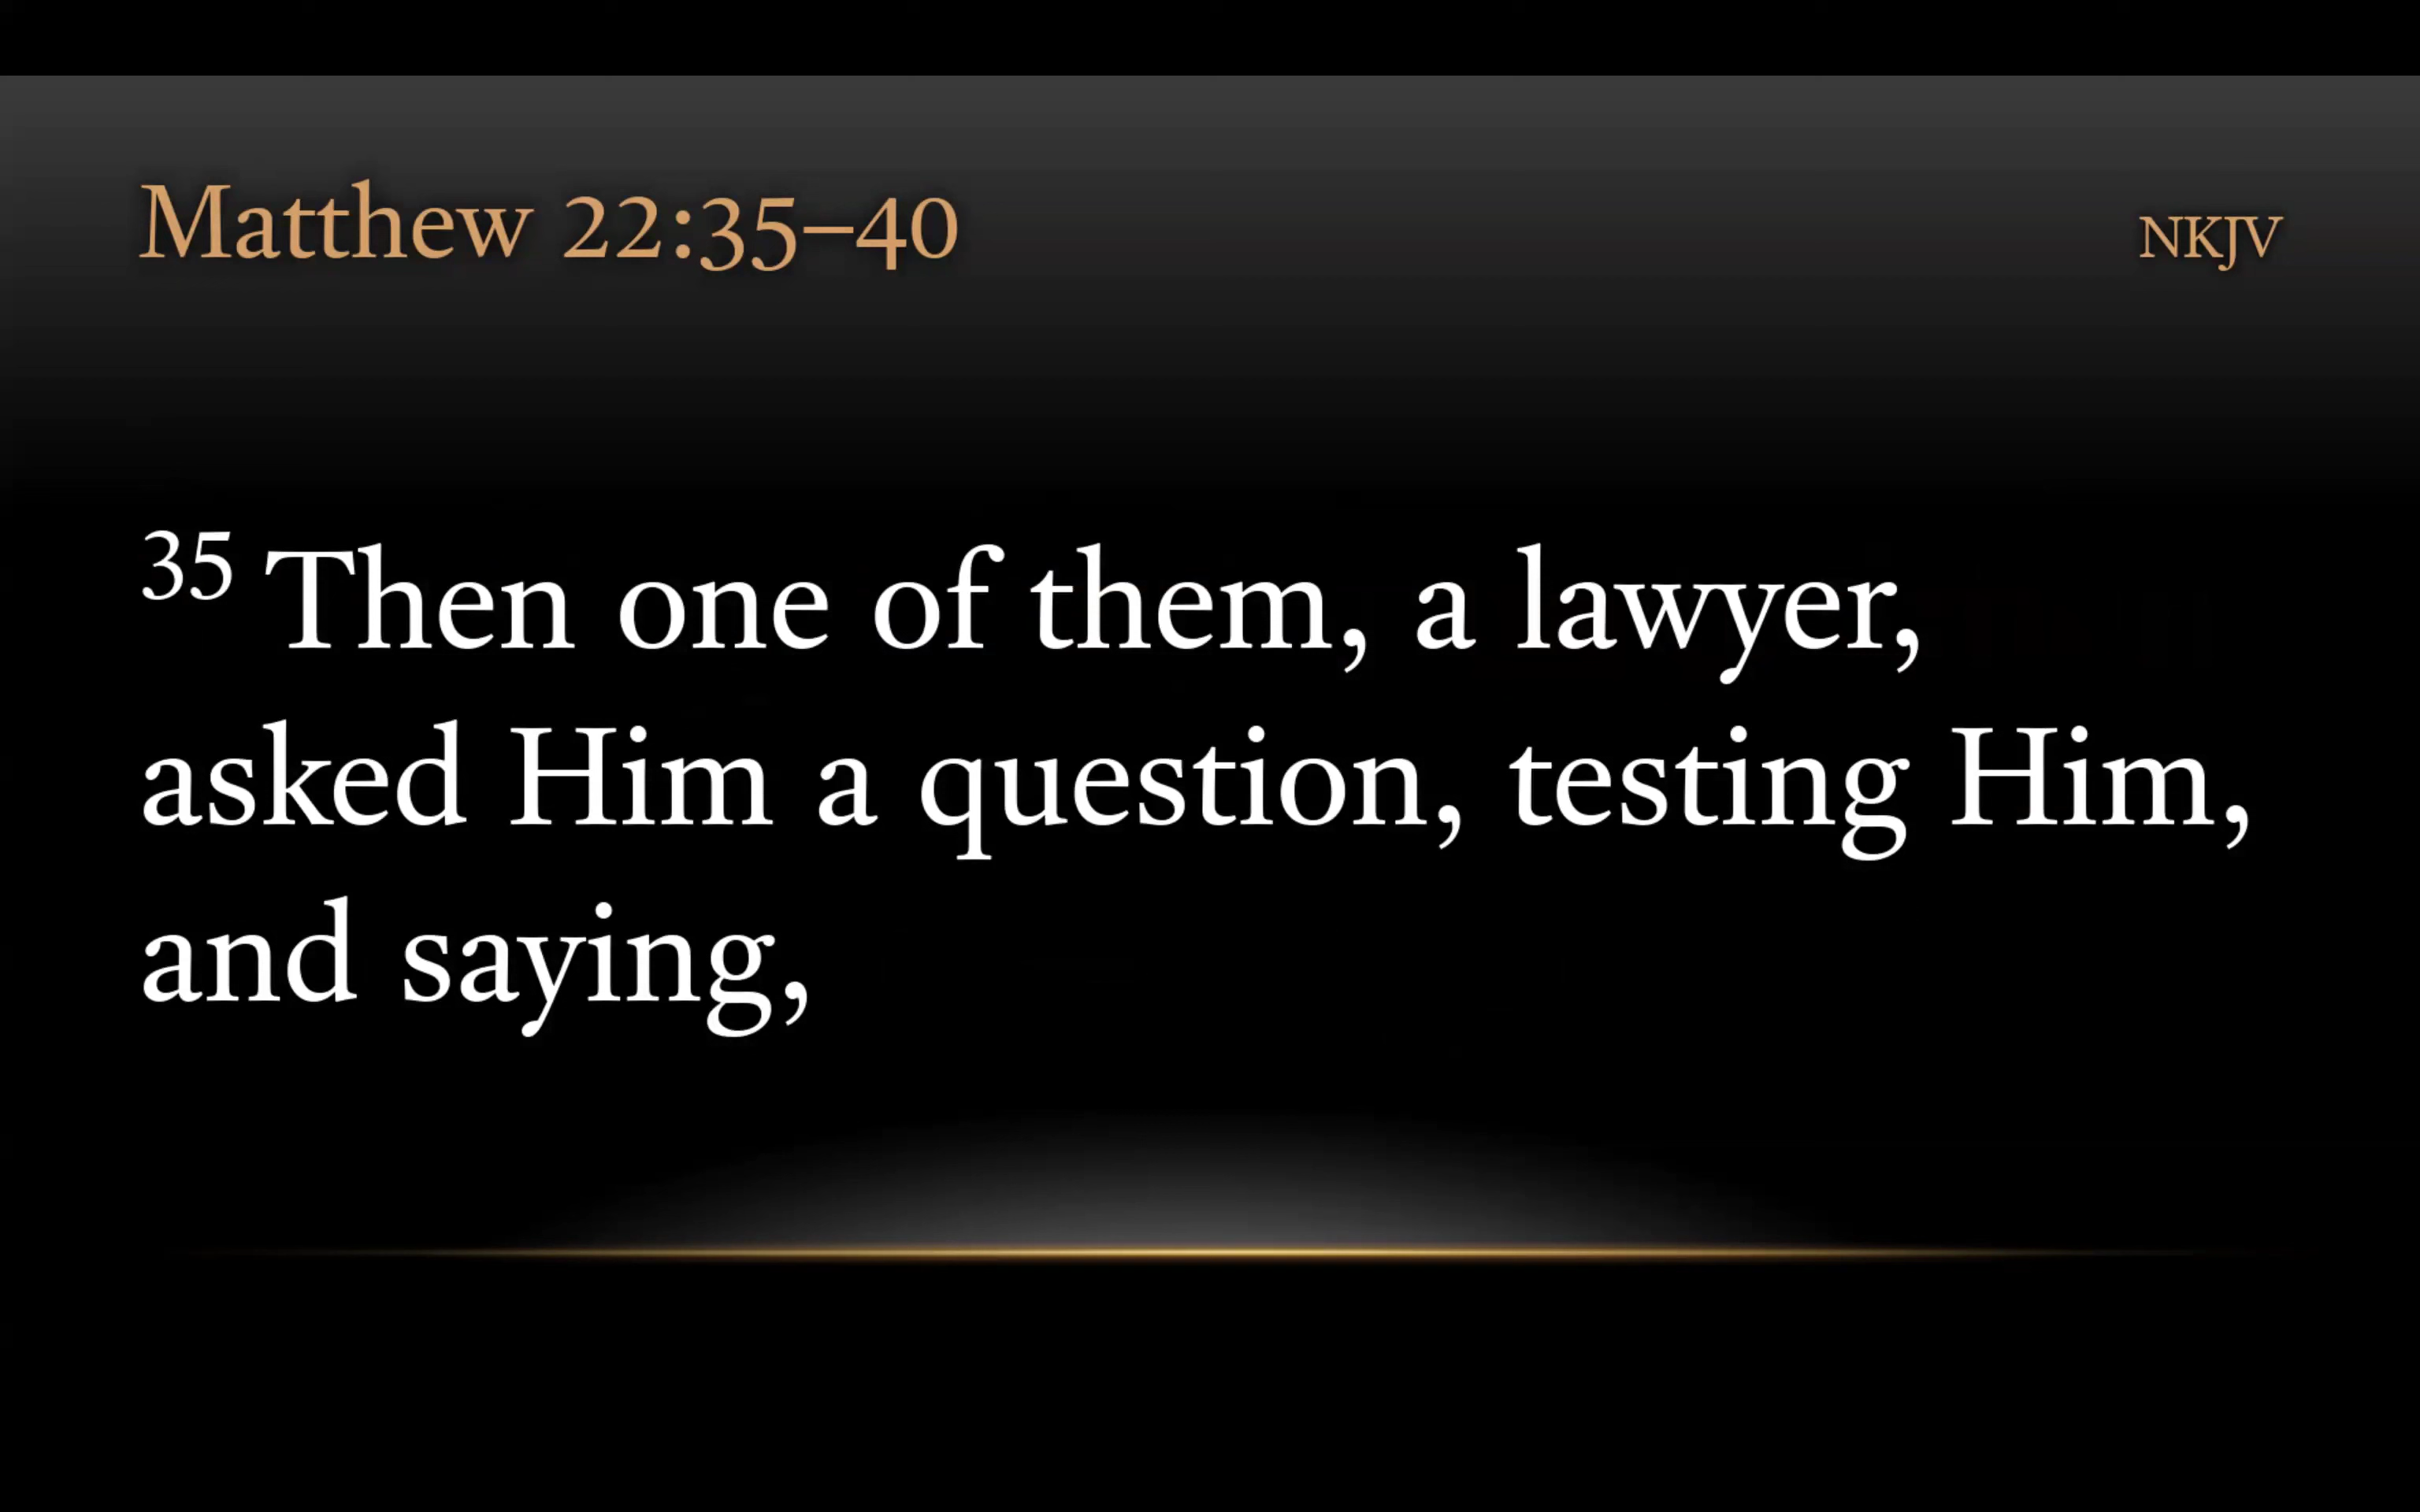 Matthew 22:35–40
NKJV
35 Then one of them, a lawyer,
asked Him a question, testing Him,
and saying,